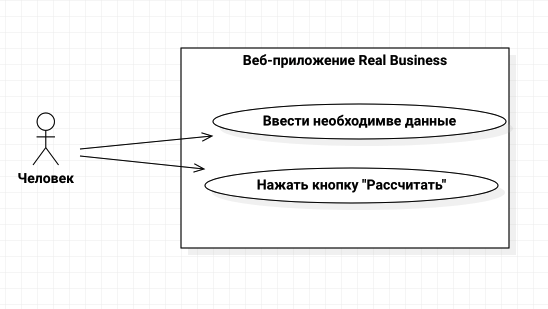 Веб-приложение Real Business
Ввести необходимве данные
Нажать кнопку "Рассчитать"
Человек